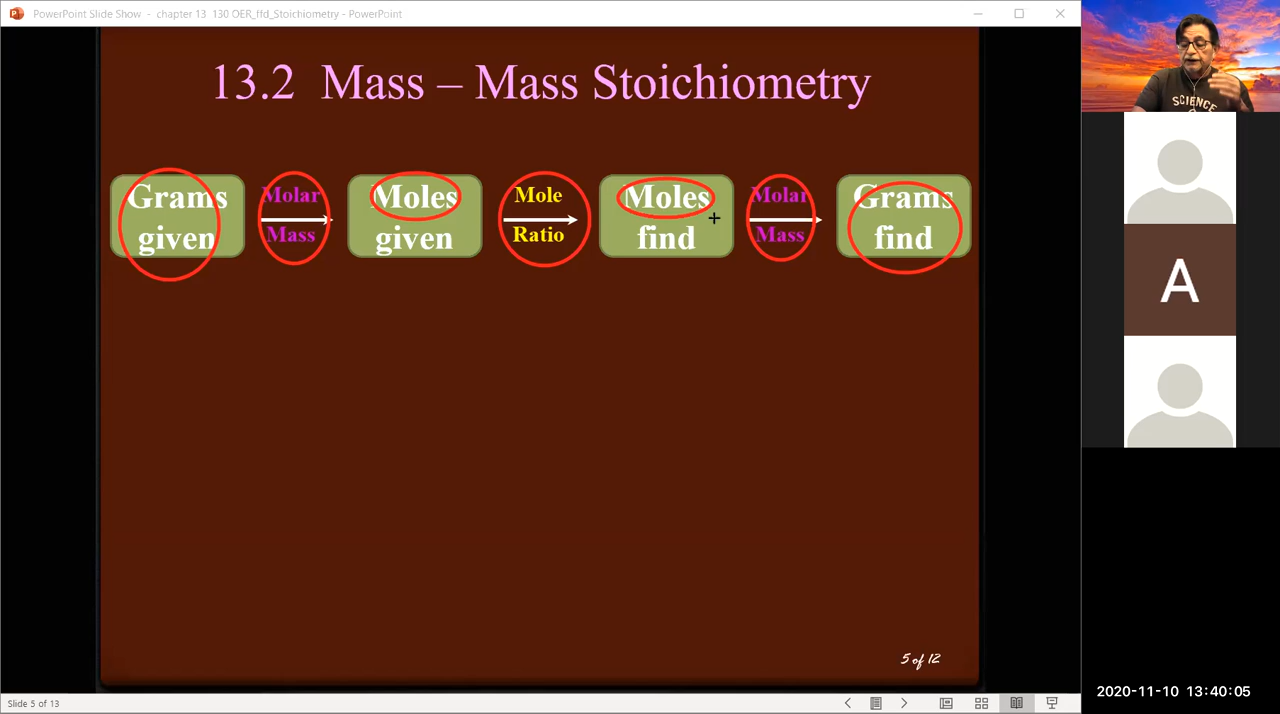 PowerPoint Slide Show - chapter 13 130 OER_ffd_Stoichiometry - PowerPoint
13.2 Mass – Mass Stoichiometry
Grams given
Molar Mass
Moles given
Mole Ratio
Moles find
Molar Mass
Grams find
5 of 12
SCIENCE
A
Slide 5 of 13
2020-11-10 13:40:05